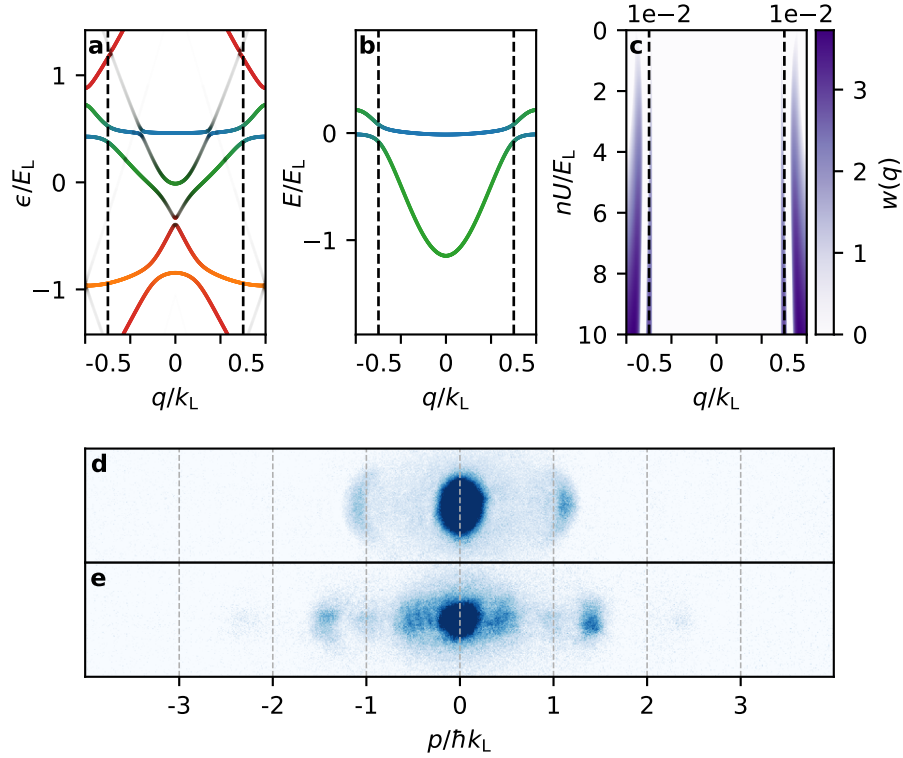 1e−2 1e−2
a b c
1 0 −1
ϵ/E_L
-0.5 0 0.5
q/k_L
0 −1
E/E_L
-0.5 0 0.5
q/k_L
0 2 4 6 8 10
nU/E_L
-0.5 0 0.5
q/k_L
3 2 1 0
w(q)
d
e
-3 -2 -1 0 1 2 3
p/ħk_L